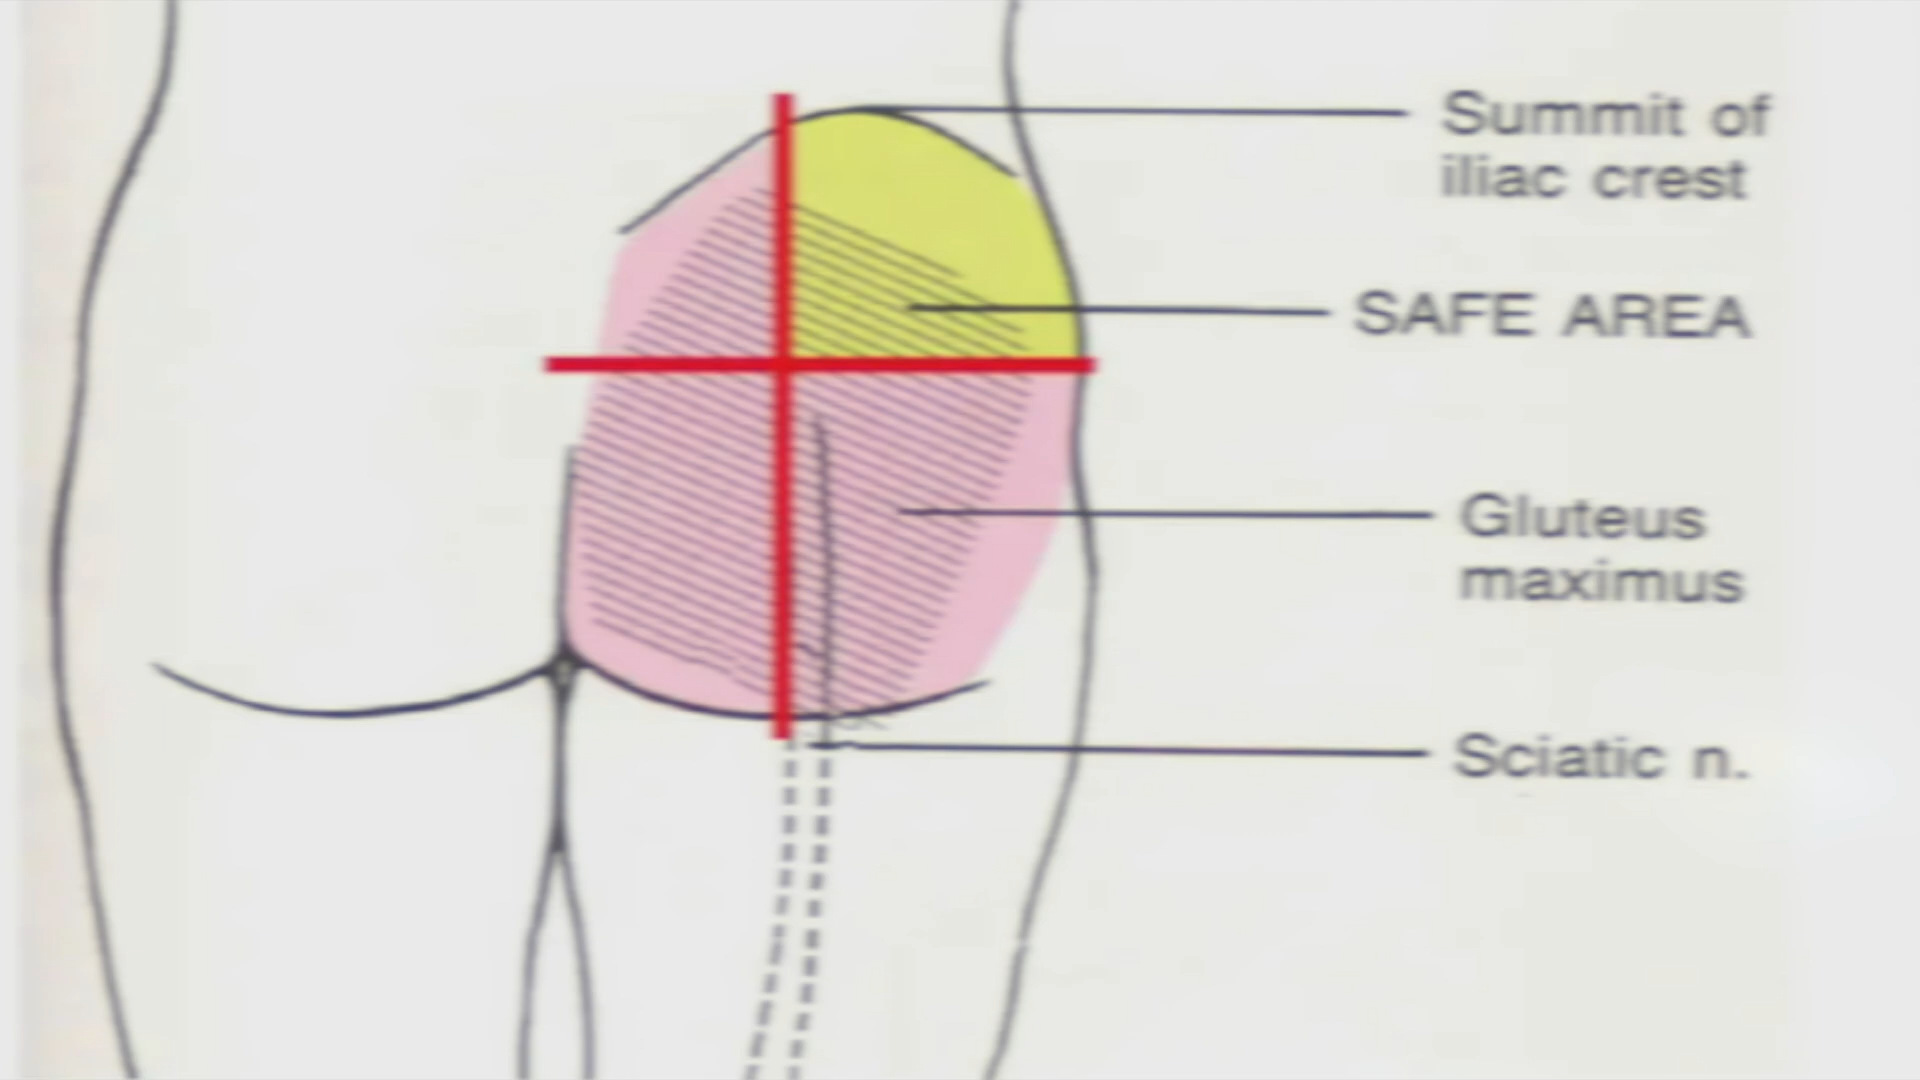 Summit of
iliac crest
SAFE AREA
Gluteus
maximus
Sciatic n.